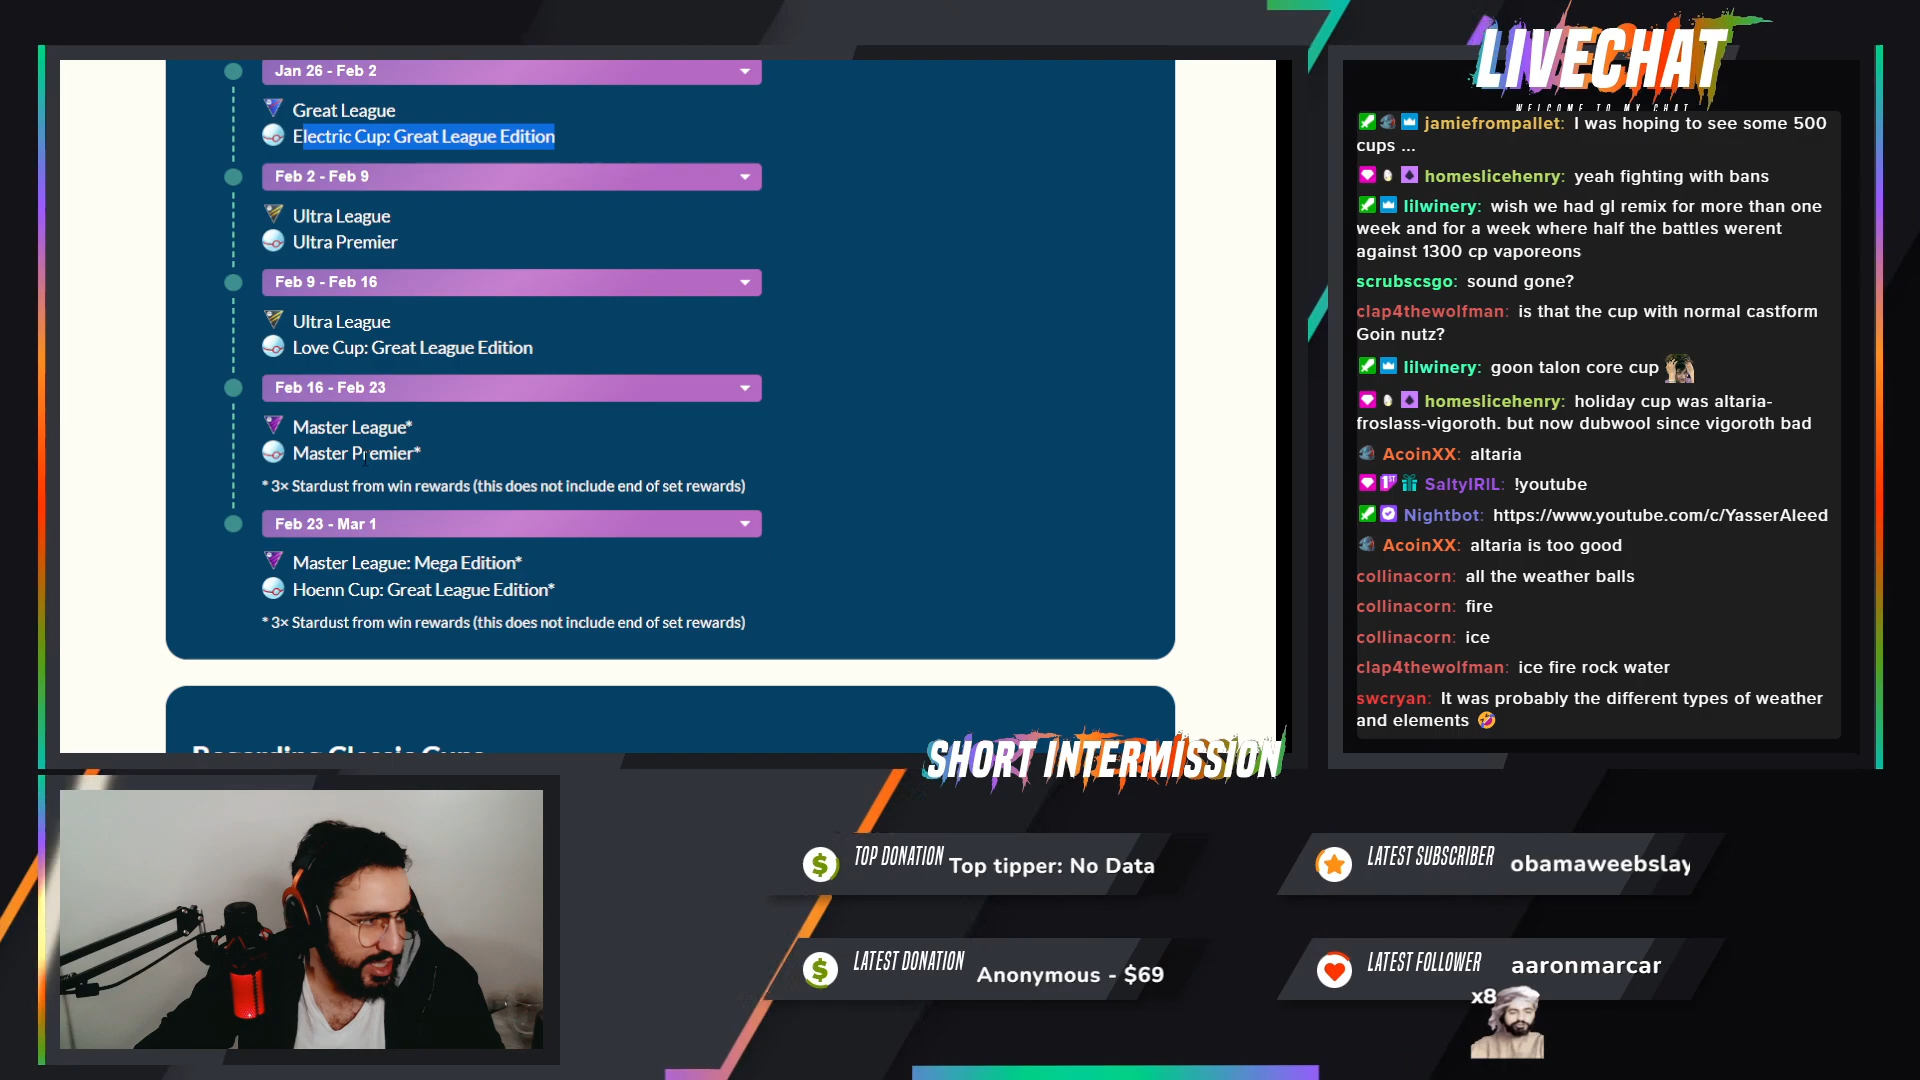 Jan 26 - Feb 2
Great League
Electric Cup: Great League Edition
Feb 2 - Feb 9
Ultra League
Ultra Premier
Feb 9 - Feb 16
Ultra League
Love Cup: Great League Edition
Feb 16 - Feb 23
Master League*
Master Premier*
* 3× Stardust from win rewards (this does not include end of set rewards)
Feb 23 - Mar 1
Master League: Mega Edition*
Hoenn Cup: Great League Edition*
* 3× Stardust from win rewards (this does not include end of set rewards)
Regarding Classic Cups
LIVECHAT
WELCOME TO MY CHAT
jamiefrompallet: I was hoping to see some 500
cups ...
homeslicehenry: yeah fighting with bans
lilwinery: wish we had gl remix for more than one
week and for a week where half the battles werent
against 1300 cp vaporeons
scrubscsgo: sound gone?
clap4thewolfman: is that the cup with normal castform
Goin nutz?
lilwinery: goon talon core cup
homeslicehenry: holiday cup was altaria-
froslass-vigoroth. but now dubwool since vigoroth bad
AcoinXX: altaria
1ST SaltyIRIL: !youtube
Nightbot: https://www.youtube.com/c/YasserAleed
AcoinXX: altaria is too good
collinacorn: all the weather balls
collinacorn: fire
collinacorn: ice
clap4thewolfman: ice fire rock water
swcryan: It was probably the different types of weather
and elements 🤣
SHORT INTERMISSION
TOP DONATION Top tipper: No Data
LATEST SUBSCRIBER obamaweebslay
LATEST DONATION Anonymous - $69
LATEST FOLLOWER aaronmarcar
x8